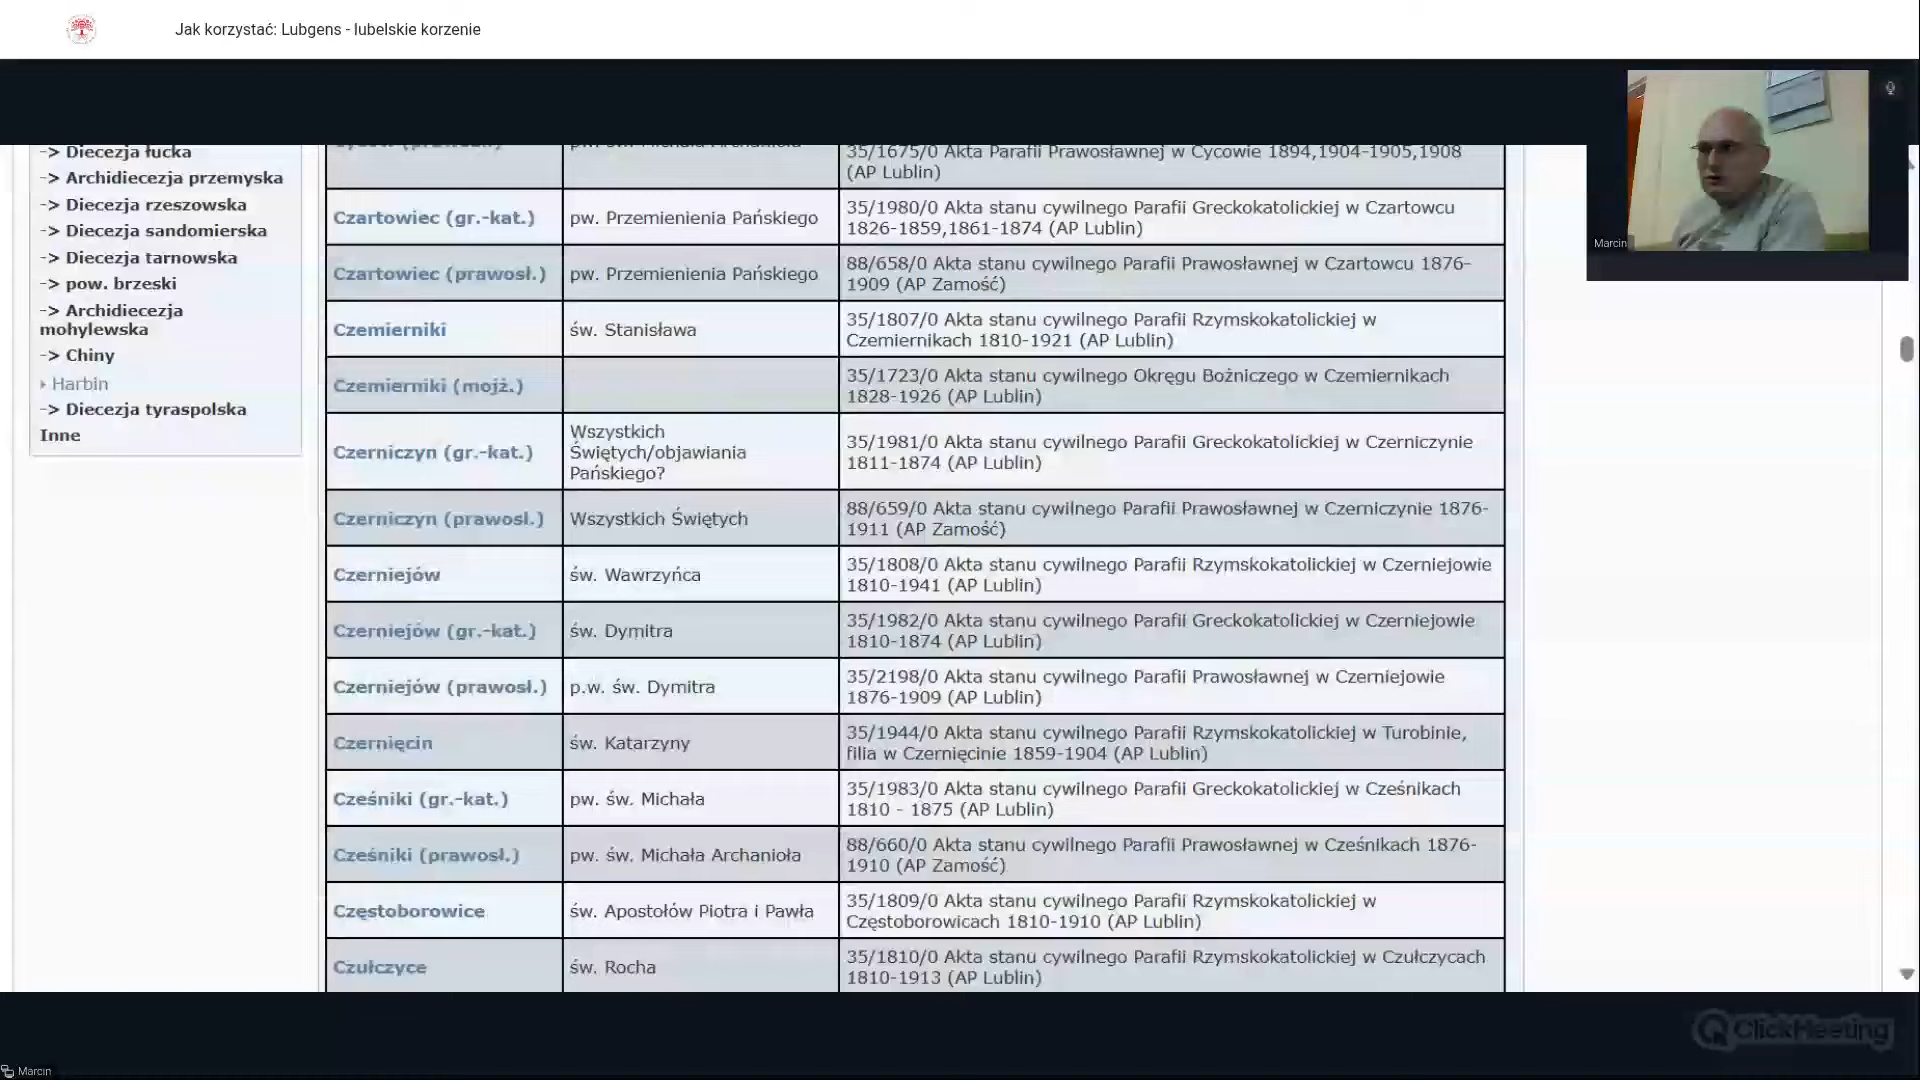 Jak korzystać: Lubgens - lubelskie korzenie
Marcin
-> Diecezja łucka
-> Archidiecezja przemyska
-> Diecezja rzeszowska
-> Diecezja sandomierska
-> Diecezja tarnowska
-> pow. brzeski
-> Archidiecezja
mohylewska
-> Chiny
Harbin
-> Diecezja tyraspolska
Inne
35/1675/0 Akta Parafii Prawosławnej w Cycowie 1894,1904-1905,1908
(AP Lublin)
Czartowiec (gr.-kat.)
pw. Przemienienia Pańskiego
35/1980/0 Akta stanu cywilnego Parafii Greckokatolickiej w Czartowcu
1826-1859,1861-1874 (AP Lublin)
Czartowiec (prawosł.)
pw. Przemienienia Pańskiego
88/658/0 Akta stanu cywilnego Parafii Prawosławnej w Czartowcu 1876-
1909 (AP Zamość)
Czemierniki
św. Stanisława
35/1807/0 Akta stanu cywilnego Parafii Rzymskokatolickiej w
Czemiernikach 1810-1921 (AP Lublin)
Czemierniki (mojż.)
35/1723/0 Akta stanu cywilnego Okręgu Bożniczego w Czemiernikach
1828-1926 (AP Lublin)
Czerniczyn (gr.-kat.)
Wszystkich
Świętych/objawiania
Pańskiego?
35/1981/0 Akta stanu cywilnego Parafii Greckokatolickiej w Czerniczynie
1811-1874 (AP Lublin)
Czerniczyn (prawosł.)
Wszystkich Świętych
88/659/0 Akta stanu cywilnego Parafii Prawosławnej w Czerniczynie 1876-
1911 (AP Zamość)
Czerniejów
św. Wawrzyńca
35/1808/0 Akta stanu cywilnego Parafii Rzymskokatolickiej w Czerniejowie
1810-1941 (AP Lublin)
Czerniejów (gr.-kat.)
św. Dymitra
35/1982/0 Akta stanu cywilnego Parafii Greckokatolickiej w Czerniejowie
1810-1874 (AP Lublin)
Czerniejów (prawosł.)
p.w. św. Dymitra
35/2198/0 Akta stanu cywilnego Parafii Prawosławnej w Czerniejowie
1876-1909 (AP Lublin)
Czernięcin
św. Katarzyny
35/1944/0 Akta stanu cywilnego Parafii Rzymskokatolickiej w Turobinie,
filia w Czernięcinie 1859-1904 (AP Lublin)
Cześniki (gr.-kat.)
pw. św. Michała
35/1983/0 Akta stanu cywilnego Parafii Greckokatolickiej w Cześnikach
1810 - 1875 (AP Lublin)
Cześniki (prawosł.)
pw. św. Michała Archanioła
88/660/0 Akta stanu cywilnego Parafii Prawosławnej w Cześnikach 1876-
1910 (AP Zamość)
Częstoborowice
św. Apostołów Piotra i Pawła
35/1809/0 Akta stanu cywilnego Parafii Rzymskokatolickiej w
Częstoborowicach 1810-1910 (AP Lublin)
Czułczyce
św. Rocha
35/1810/0 Akta stanu cywilnego Parafii Rzymskokatolickiej w Czułczycach
1810-1913 (AP Lublin)
ClickMeeting
Marcin